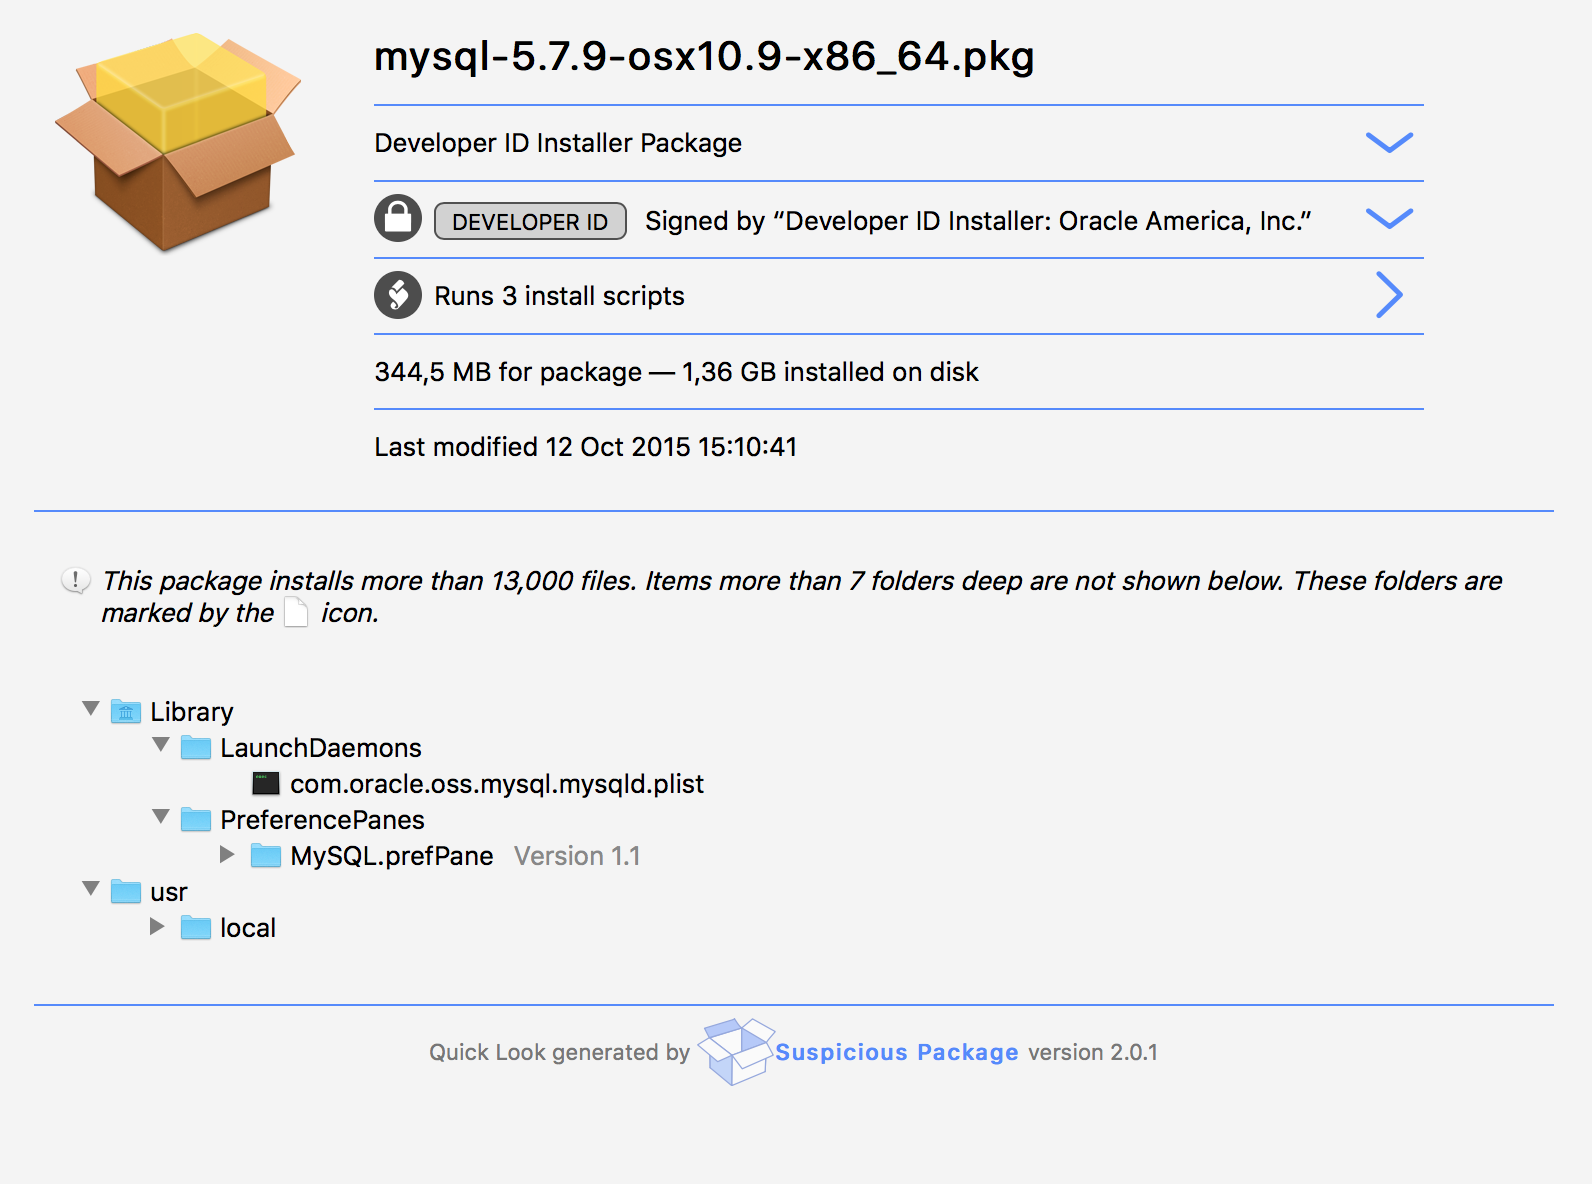 mysql-5.7.9-osx10.9-x86_64.pkg
Developer ID Installer Package
DEVELOPER ID Signed by “Developer ID Installer: Oracle America, Inc.”
Runs 3 install scripts
344,5 MB for package — 1,36 GB installed on disk
Last modified 12 Oct 2015 15:10:41
This package installs more than 13,000 files. Items more than 7 folders deep are not shown below. These folders are
marked by the icon.
Library
LaunchDaemons
com.oracle.oss.mysql.mysqld.plist
PreferencePanes
MySQL.prefPane Version 1.1
usr
local
Quick Look generated by Suspicious Package version 2.0.1